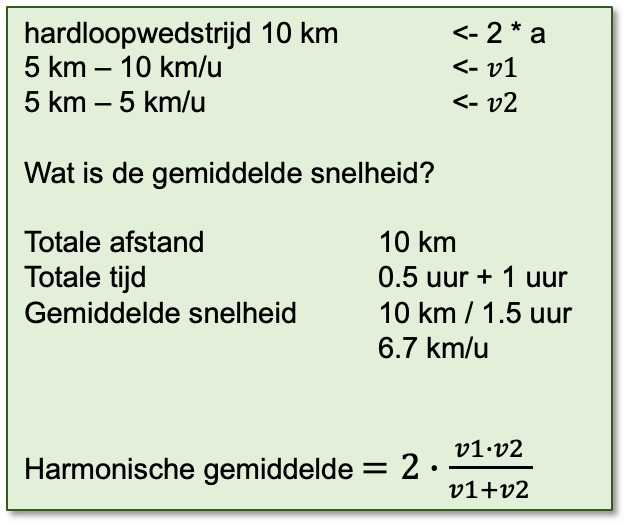 hardloopwedstrijd 10 km <- 2 * a
5 km – 10 km/u <- v1
5 km – 5 km/u <- v2
Wat is de gemiddelde snelheid?
Totale afstand 10 km
Totale tijd 0.5 uur + 1 uur
Gemiddelde snelheid 10 km / 1.5 uur
6.7 km/u
Harmonische gemiddelde = 2 · v1·v2 / v1+v2